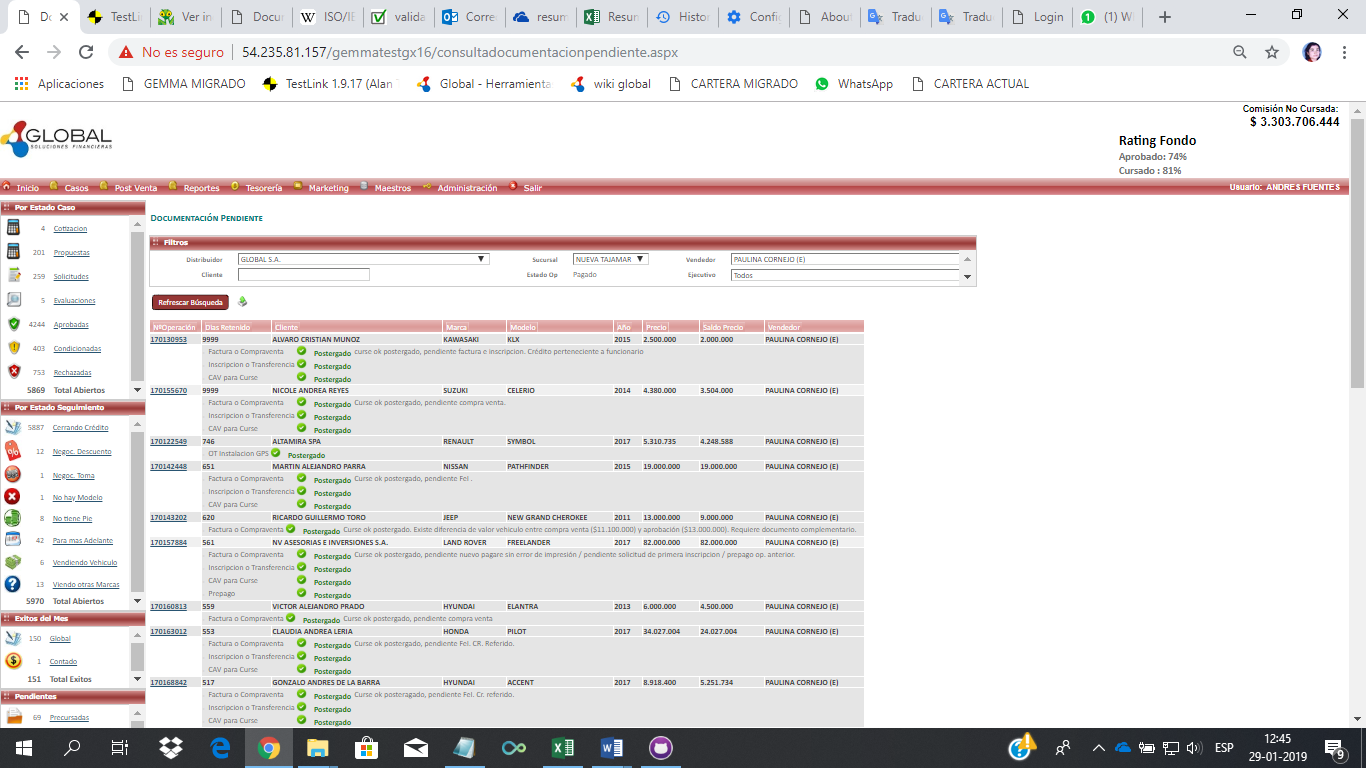 Do
TestLi
Ver in
Docur
ISO/IE
valida
Corre
resum
Resun
Histor
Config
About
Tradu
Tradu
Login
(1) W
No es seguro | 54.235.81.157/gemmatestgx16/consultadocumentacionpendiente.aspx
Aplicaciones GEMMA MIGRADO TestLink 1.9.17 (Alan Global - Herramienta wiki global CARTERA MIGRADO WhatsApp CARTERA ACTUAL
Comisión No Cursada:
$ 3.303.706.444
GLOBAL
SOLUCIONES FINANCIERAS
Rating Fondo
Aprobado: 74%
Cursado : 81%
Inicio Casos Post Venta Reportes Tesorería Marketing Maestros Administración Salir Usuario: ANDRES FUENTES
Por Estado Caso
4 Cotizacion
201 Propuestas
259 Solicitudes
5 Evaluaciones
4244 Aprobadas
403 Condicionadas
753 Rechazadas
5869 Total Abiertos
Por Estado Seguimiento
5887 Cerrando Crédito
12 Negoc. Descuento
1 Negoc. Toma
1 No hay Modelo
8 No tiene Pie
42 Para mas Adelante
6 Vendiendo Vehiculo
13 Viendo otras Marcas
5970 Total Abiertos
Exitos del Mes
150 Global
1 Contado
151 Total Exitos
Pendientes
69 Precursadas
DOCUMENTACIÓN PENDIENTE
Filtros
Distribuidor GLOBAL S.A. Sucursal NUEVA TAJAMAR Vendedor PAULINA CORNEJO (E)
Cliente Estado Op Pagado Ejecutivo Todos
Refrescar Búsqueda
NºOperación Días Retenido Cliente Marca Modelo Año Precio Saldo Precio Vendedor
170130953 9999 ALVARO CRISTIAN MUNOZ KAWASAKI KLX 2015 2.500.000 2.000.000 PAULINA CORNEJO (E)
Factura o Compraventa Postergado curse ok postergado, pendiente factura e inscripcion. Crédito perteneciente a funcionario
Inscripcion o Transferencia Postergado
CAV para Curse Postergado
170155670 9999 NICOLE ANDREA REYES SUZUKI CELERIO 2014 4.380.000 3.504.000 PAULINA CORNEJO (E)
Factura o Compraventa Postergado Curse ok postergado, pendiente compra venta.
Inscripcion o Transferencia Postergado
CAV para Curse Postergado
170122549 746 ALTAMIRA SPA RENAULT SYMBOL 2017 5.310.735 4.248.588 PAULINA CORNEJO (E)
OT Instalacion GPS Postergado
170142448 651 MARTIN ALEJANDRO PARRA NISSAN PATHFINDER 2015 19.000.000 19.000.000 PAULINA CORNEJO (E)
Factura o Compraventa Postergado Curse ok postergado, pendiente Fel .
Inscripcion o Transferencia Postergado
CAV para Curse Postergado
170143202 620 RICARDO GUILLERMO TORO JEEP NEW GRAND CHEROKEE 2011 13.000.000 9.000.000 PAULINA CORNEJO (E)
Factura o Compraventa Postergado Curse ok postergado. Existe diferencia de valor vehiculo entre compra venta ($11.100.000) y aprobación ($13.000.000). Requiere documento complementario.
170157884 561 NV ASESORIAS E INVERSIONES S.A. LAND ROVER FREELANDER 2017 82.000.000 82.000.000 PAULINA CORNEJO (E)
Factura o Compraventa Postergado Curse ok postergado, pendiente nuevo pagare sin error de impresión / pendiente solicitud de primera inscripcion / prepago op. anterior.
Inscripcion o Transferencia Postergado
CAV para Curse Postergado
Prepago Postergado
170160813 559 VICTOR ALEJANDRO PRADO HYUNDAI ELANTRA 2013 6.000.000 4.500.000 PAULINA CORNEJO (E)
Factura o Compraventa Postergado Curse ok postergado, pendiente compra venta
170163012 553 CLAUDIA ANDREA LERIA HONDA PILOT 2017 34.027.004 24.027.004 PAULINA CORNEJO (E)
Factura o Compraventa Postergado Curse ok postergado, pendiente Fel. CR. Referido.
Inscripcion o Transferencia Postergado
CAV para Curse Postergado
170168842 517 GONZALO ANDRES DE LA BARRA HYUNDAI ACCENT 2017 8.918.400 5.251.734 PAULINA CORNEJO (E)
Factura o Compraventa Postergado Curse ok posteragado, pendiente Fel. Cr. referido.
Inscripcion o Transferencia Postergado
CAV para Curse Postergado
ESP
12:45
29-01-2019
9